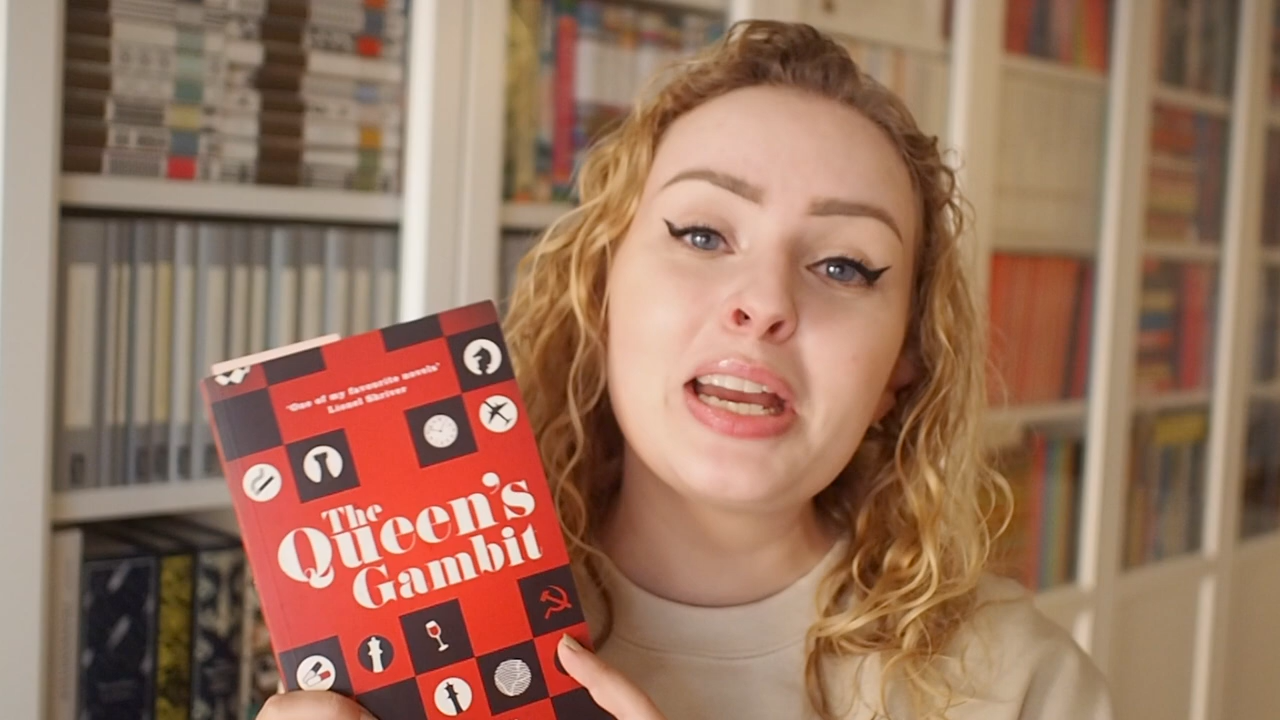 'One of my favourite novels'
Lionel Shriver
The
Queen's
Gambit